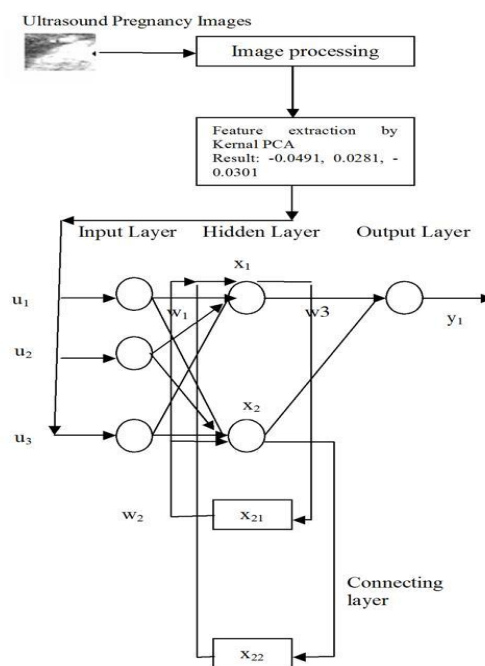 Ultrasound Pregnancy Images
Image processing
Feature extraction by
Kernal PCA
Result: -0.0491, 0.0281, -
0.0301
Input Layer Hidden Layer Output Layer
x₁
u₁
w₁
w3
y₁
u₂
x₂
u₃
w₂
x₂₁
Connecting
layer
x₂₂